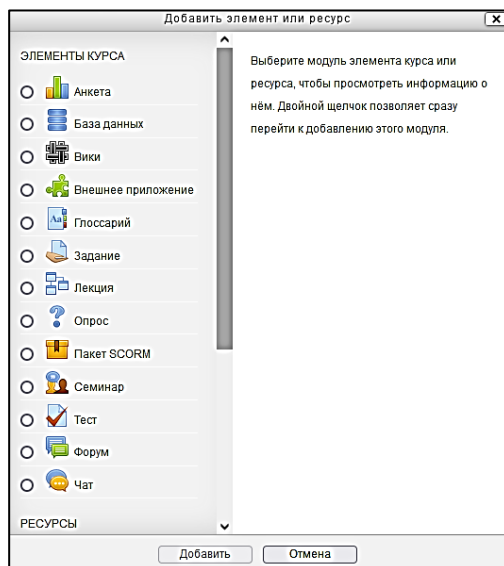 Добавить элемент или ресурс
ЭЛЕМЕНТЫ КУРСА
Анкета
База данных
Вики
Внешнее приложение
Глоссарий
Задание
Лекция
Опрос
Пакет SCORM
Семинар
Тест
Форум
Чат
РЕСУРСЫ
Выберите модуль элемента курса или
ресурса, чтобы просмотреть информацию о
нём. Двойной щелчок позволяет сразу
перейти к добавлению этого модуля.
Добавить
Отмена